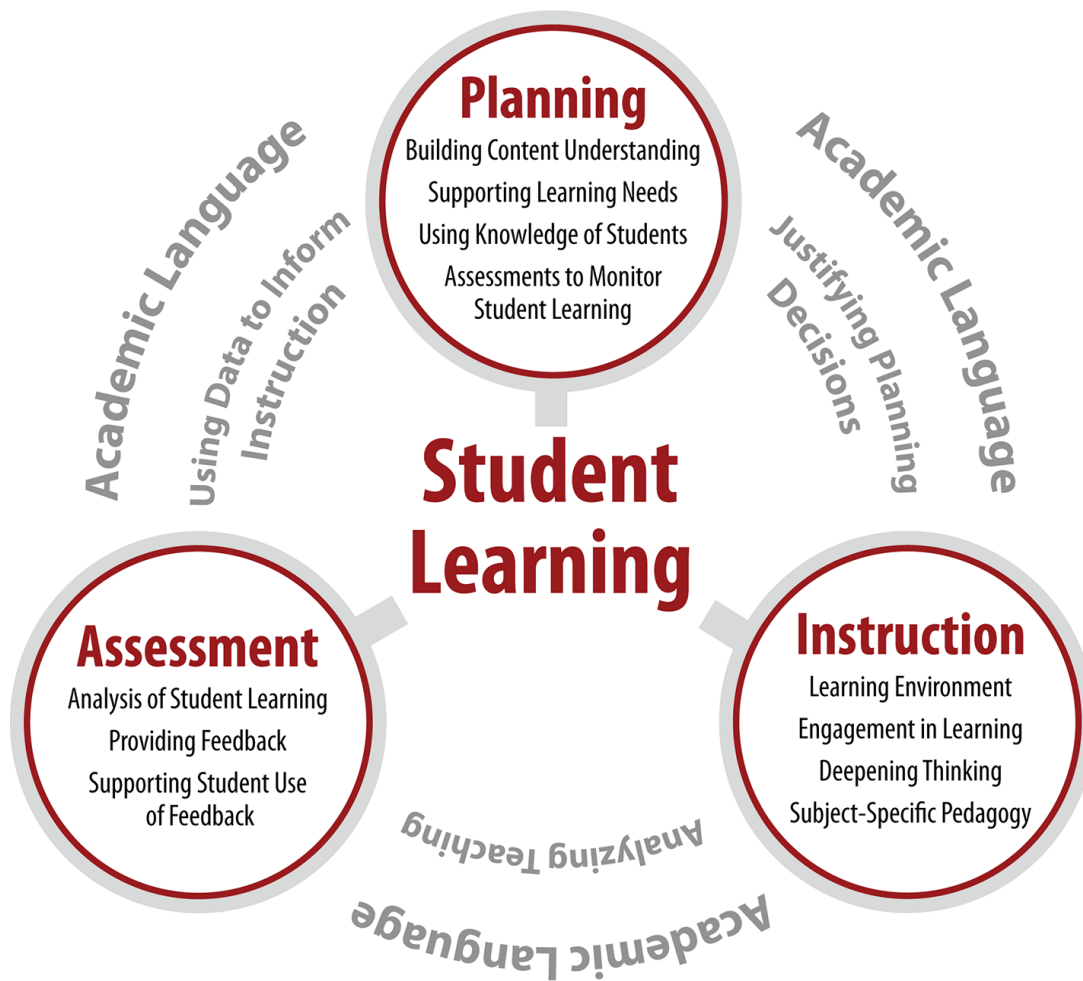 Planning
Building Content Understanding
Supporting Learning Needs
Using Knowledge of Students
Assessments to Monitor
Student Learning
Academic Language
Using Data to Inform
Instruction
Academic Language
Justifying Planning
Decisions
Student
Learning
Assessment
Analysis of Student Learning
Providing Feedback
Supporting Student Use
of Feedback
Instruction
Learning Environment
Engagement in Learning
Deepening Thinking
Subject-Specific Pedagogy
Analyzing Teaching
Academic Language